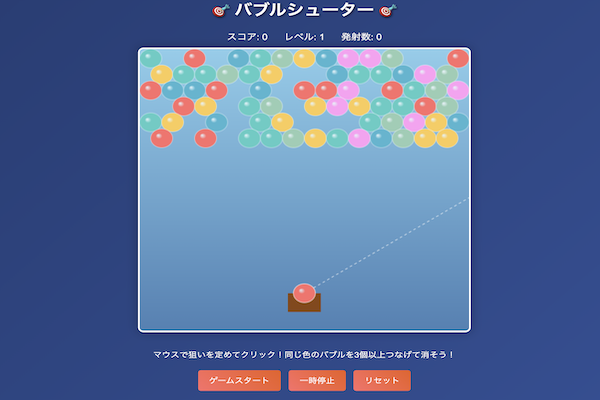 🎯 バブルシューター 🎯
スコア: 0 レベル: 1 発射数: 0
マウスで狙いを定めてクリック！同じ色のバブルを3個以上つなげて消そう！
ゲームスタート 一時停止 リセット